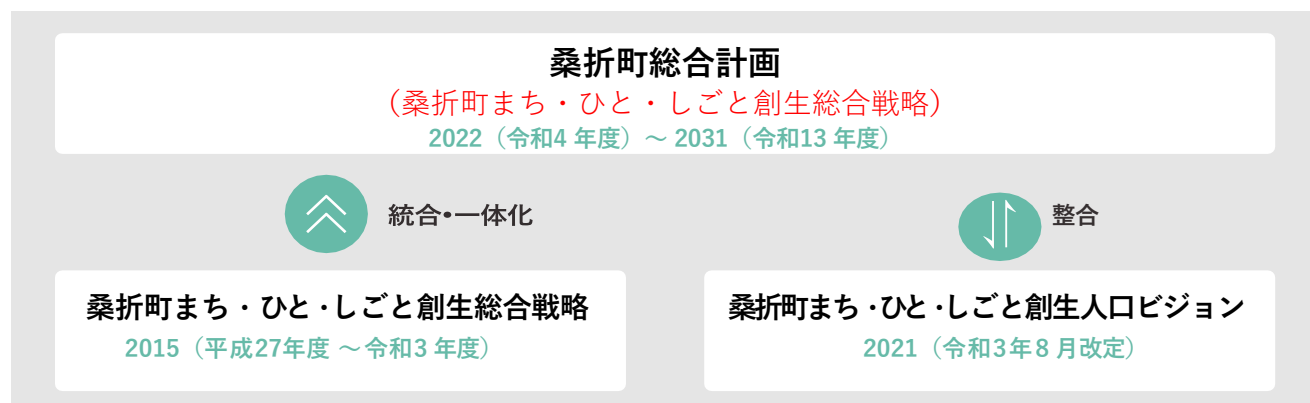 桑折町総合計画
（桑折町まち・ひと・しごと創生総合戦略）
2022（令和4 年度）～ 2031（令和13 年度）
統合・一体化
整合
桑折町まち・ひと・しごと創生総合戦略
2015（平成27年度 ～令和3 年度）
桑折町まち・ひと・しごと創生人口ビジョン
2021（令和3年8 月改定）